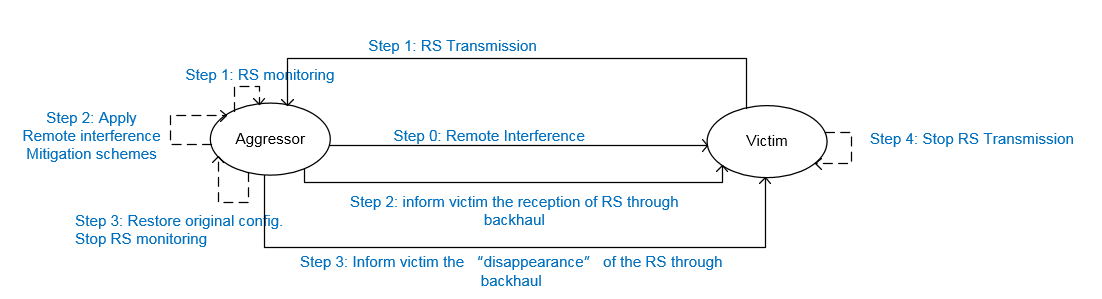 Step 1: RS Transmission
Step 1: RS monitoring
Step 2: Apply
Remote interference
Mitigation schemes
Aggressor
Step 0: Remote Interference
Victim
Step 4: Stop RS Transmission
Step 2: inform victim the reception of RS through
backhaul
Step 3: Restore original config.
Stop RS monitoring
Step 3: Inform victim the “disappearance” of the RS through
backhaul